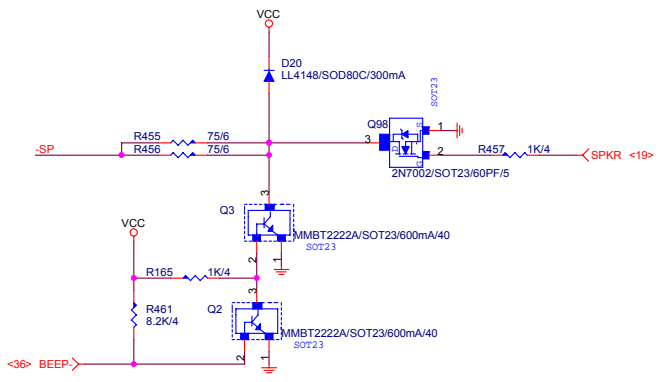 VCC
D20
LL4148/SOD80C/300mA
SOT23
Q98
S
D
G
3
1
2
R455 75/6
-SP
R456 75/6
R457 1K/4
SPKR <19>
2N7002/SOT23/60PF/5
3
Q3
MMBT2222A/SOT23/600mA/40
SOT23
2
1
VCC
R165 1K/4
3
R461
8.2K/4
Q2
MMBT2222A/SOT23/600mA/40
SOT23
2
1
<36> BEEP-